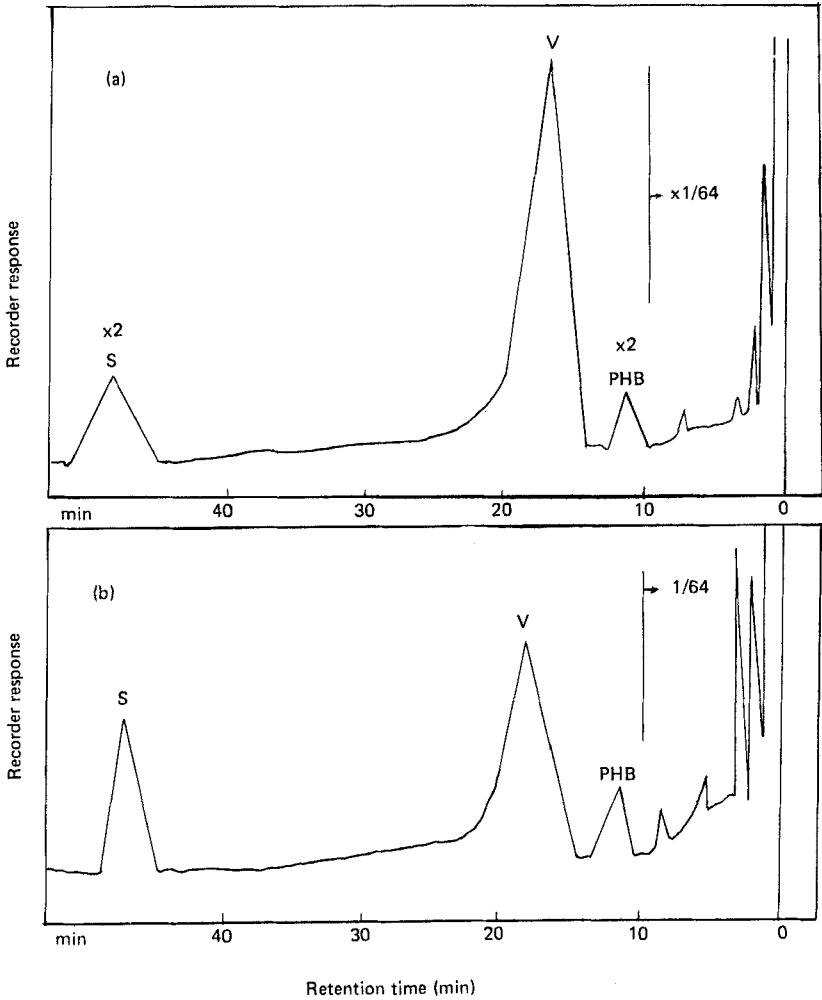 V
(a)
x1/64
x2
S
x2
PHB
Recorder response
min 40 30 20 10 0
(b)
1/64
V
S
PHB
Recorder response
min 40 30 20 10 0
Retention time (min)